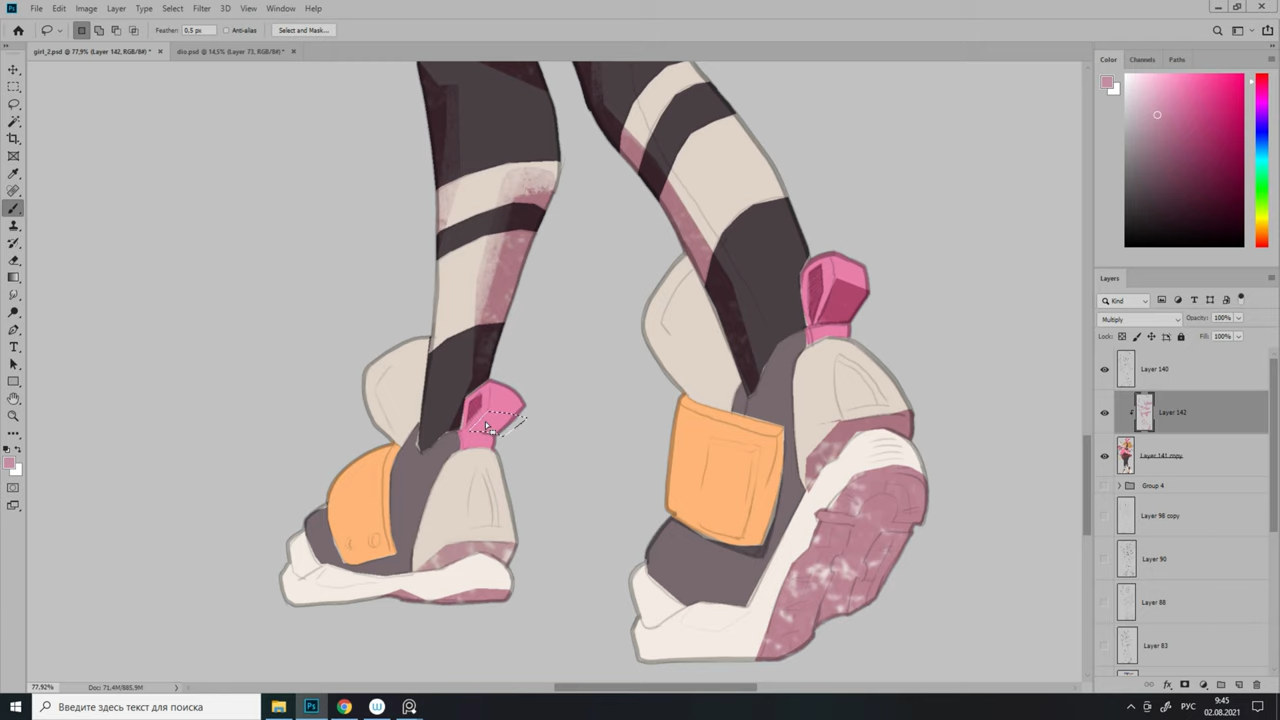 File Edit Image Layer Type Select Filter 3D View Window Help
Feather: 0,5 px Anti-alias Select and Mask...
girl_2.psd @ 77,9% (Layer 142, RGB/8#) * × dio.psd @ 14,5% (Layer 73, RGB/8#) * ×
Color Channels Paths
Layers
Kind
Multiply Opacity: 100%
Lock: Fill: 100%
Layer 140
Layer 142
Layer 141 copy
Group 4
Layer 98 copy
Layer 90
Layer 88
Layer 83
77,92% Doc: 71,4M/885,9M
Введите здесь текст для поиска
РУС
9:45
02.08.2021